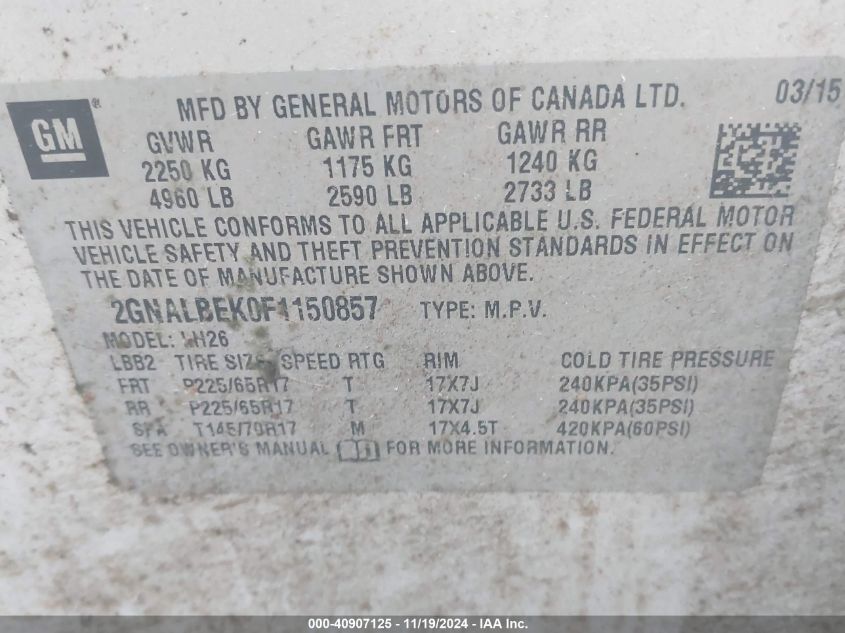 GM
MFD BY GENERAL MOTORS OF CANADA LTD. 03/15
GVWR GAWR FRT GAWR RR
2250 KG 1175 KG 1240 KG
4960 LB 2590 LB 2733 LB
THIS VEHICLE CONFORMS TO ALL APPLICABLE U.S. FEDERAL MOTOR
VEHICLE SAFETY AND THEFT PREVENTION STANDARDS IN EFFECT ON
THE DATE OF MANUFACTURE SHOWN ABOVE.
2GNALBEK0F1150857 TYPE: M.P.V.
MODEL: LH26
LBB2 TIRE SIZE SPEED RTG RIM COLD TIRE PRESSURE
FRT P225/65R17 T 17X7J 240KPA(35PSI)
RR P225/65R17 T 17X7J 240KPA(35PSI)
SPA T145/70R17 M 17X4.5T 420KPA(60PSI)
SEE OWNER'S MANUAL FOR MORE INFORMATION.
000-40907125 - 11/19/2024 - IAA Inc.